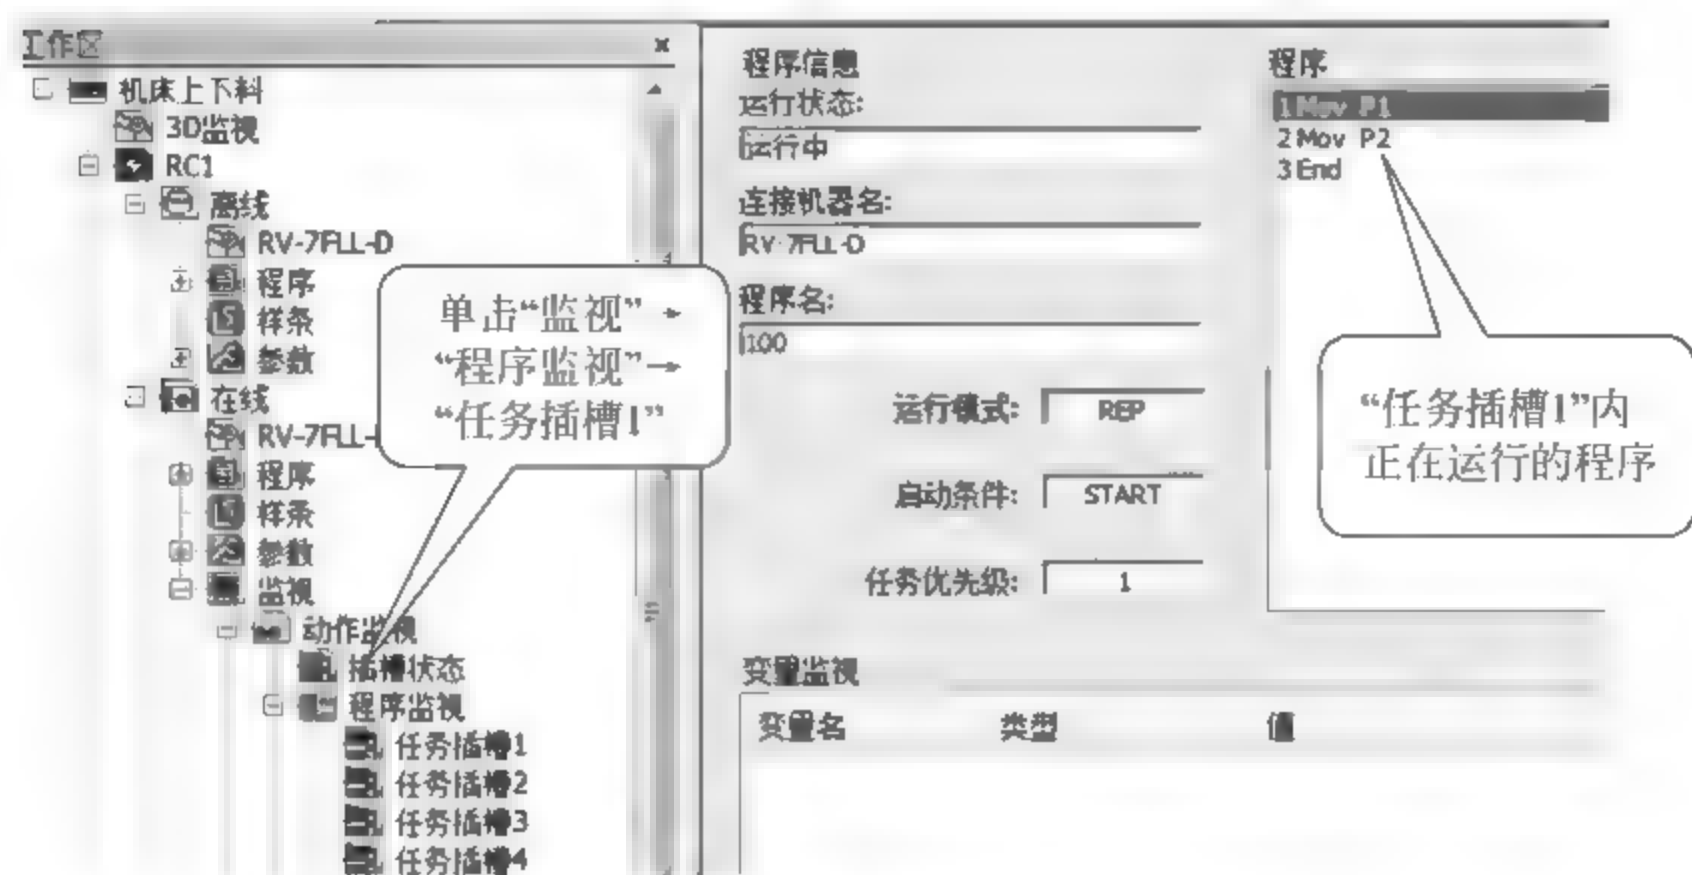 工作区
机床上下料
3D监视
RC1
离线
RV-7FLL-D
程序
样条
参数
在线
RV-7FLL-
程序
样条
参数
监视
动作监视
插槽状态
程序监视
任务插槽1
任务插槽2
任务插槽3
任务插槽4
单击“监视”→
“程序监视”→
“任务插槽1”
程序信息
运行状态:
运行中
连接机器名:
RV-7FLL-D
程序名:
100
运行模式: REP
启动条件: START
任务优先级: 1
程序
1 Mov P1
2 Mov P2
3 End
“任务插槽1”内
正在运行的程序
变量监视
变量名 类型 值